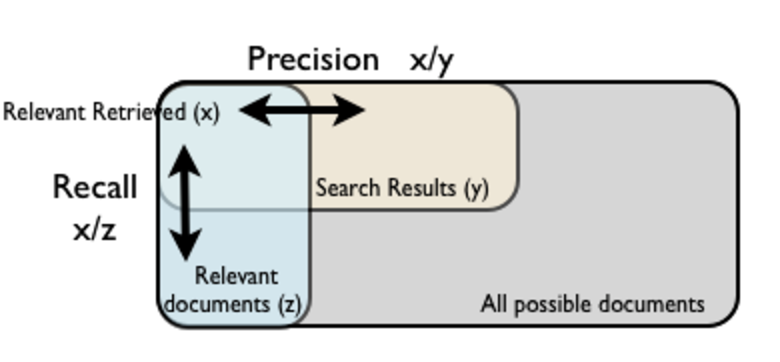 Precision x/y
Relevant Retrieved (x)
Recall
x/z
Search Results (y)
Relevant
documents (z)
All possible documents